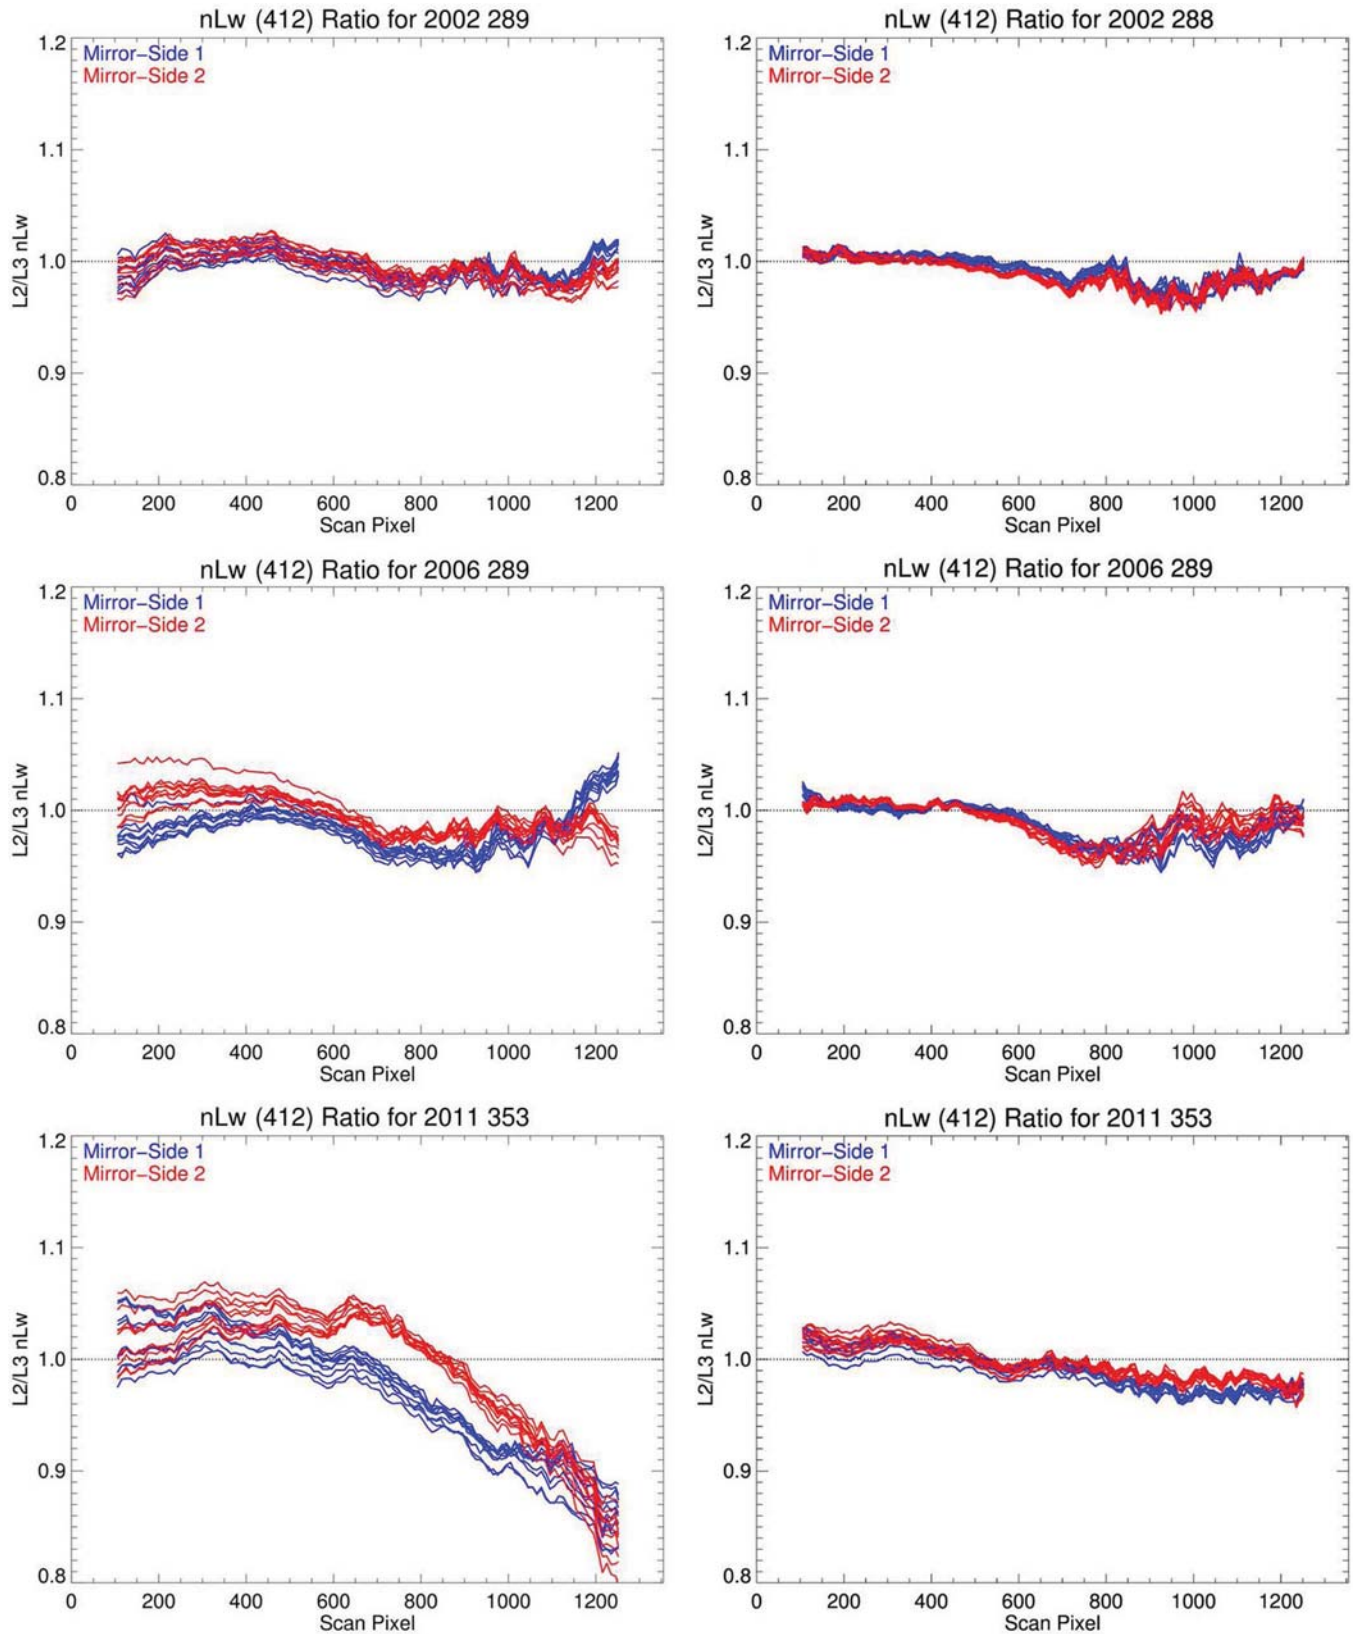 nLw (412) Ratio for 2002 289
Mirror–Side 1
Mirror–Side 2
1.2
1.1
1.0
0.9
0.8
L2/L3 nLw
0 200 400 600 800 1000 1200
Scan Pixel
nLw (412) Ratio for 2002 288
Mirror–Side 1
Mirror–Side 2
1.2
1.1
1.0
0.9
0.8
L2/L3 nLw
0 200 400 600 800 1000 1200
Scan Pixel
nLw (412) Ratio for 2006 289
Mirror–Side 1
Mirror–Side 2
1.2
1.1
1.0
0.9
0.8
L2/L3 nLw
0 200 400 600 800 1000 1200
Scan Pixel
nLw (412) Ratio for 2006 289
Mirror–Side 1
Mirror–Side 2
1.2
1.1
1.0
0.9
0.8
L2/L3 nLw
0 200 400 600 800 1000 1200
Scan Pixel
nLw (412) Ratio for 2011 353
Mirror–Side 1
Mirror–Side 2
1.2
1.1
1.0
0.9
0.8
L2/L3 nLw
0 200 400 600 800 1000 1200
Scan Pixel
nLw (412) Ratio for 2011 353
Mirror–Side 1
Mirror–Side 2
1.2
1.1
1.0
0.9
0.8
L2/L3 nLw
0 200 400 600 800 1000 1200
Scan Pixel